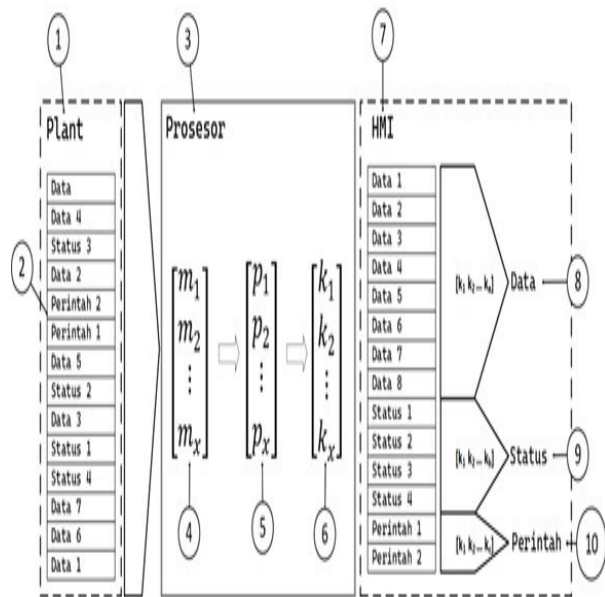 1
3
7
Plant
Data
Data 4
Status 3
Data 2
Perintah 2
Perintah 1
Data 5
Status 2
Data 3
Status 1
Status 4
Data 7
Data 6
Data 1
2
Prosesor
m₁
m₂
⋮
mₓ
p₁
p₂
⋮
pₓ
k₁
k₂
⋮
kₓ
4
5
6
HMI
Data 1
Data 2
Data 3
Data 4
Data 5
Data 6
Data 7
Data 8
Status 1
Status 2
Status 3
Status 4
Perintah 1
Perintah 2
Data
8
Status
9
Perintah
10